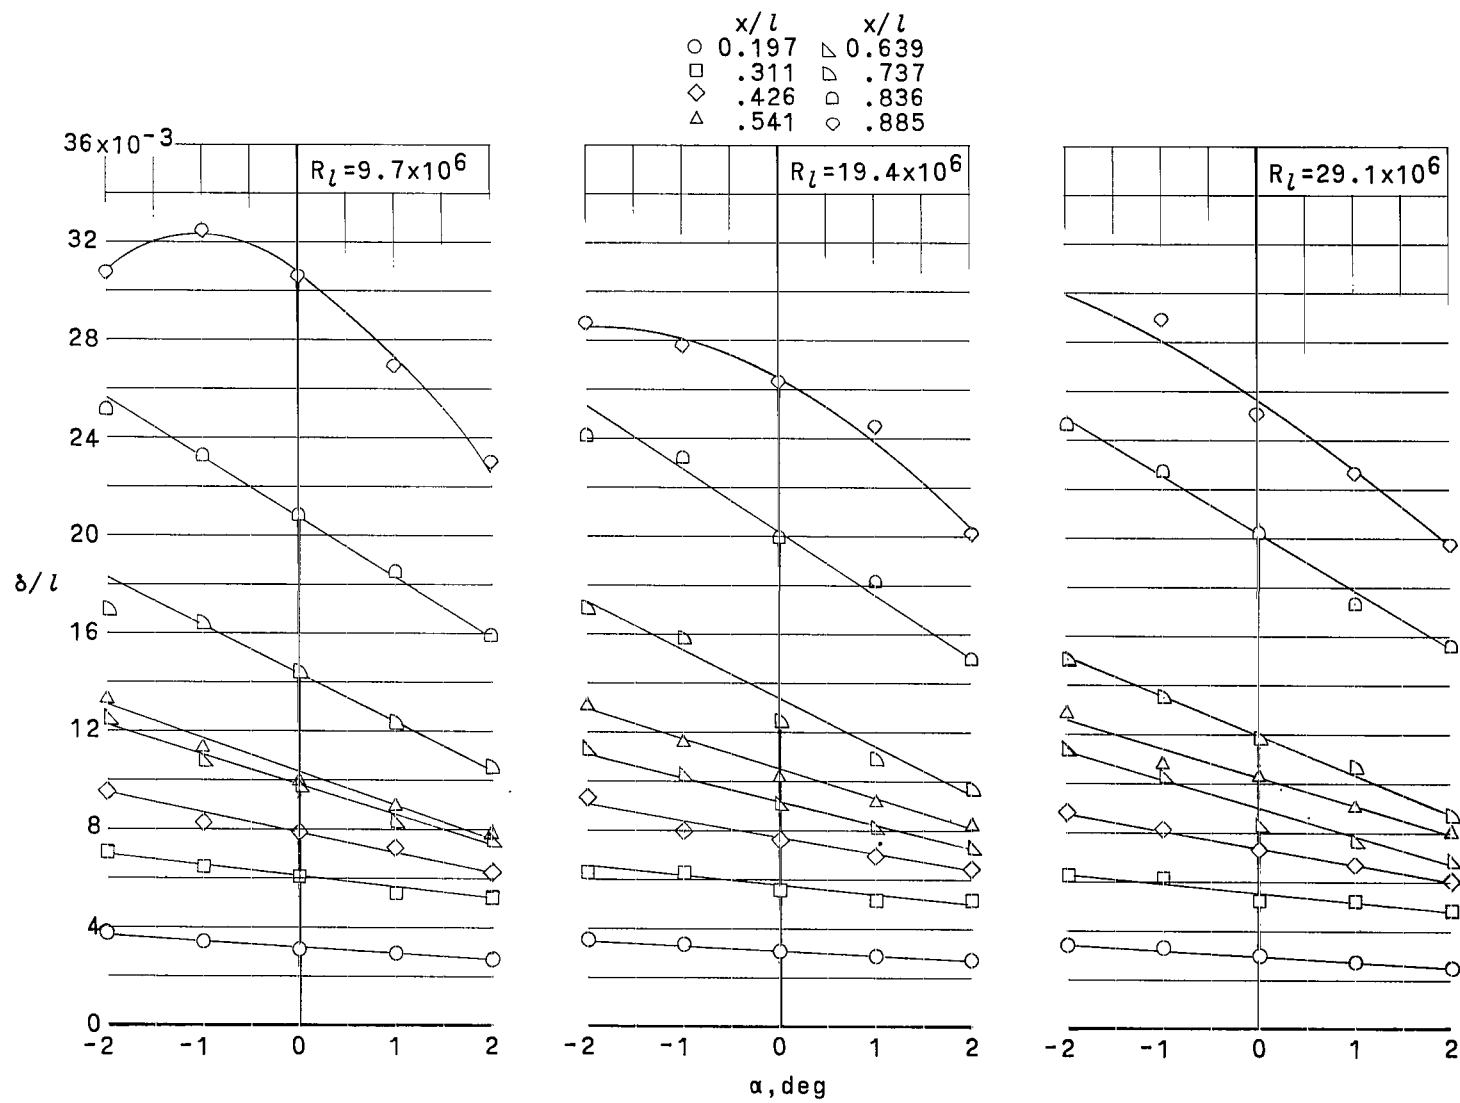 x/l x/l
0.197 0.639
.311 .737
.426 .836
.541 .885
36x10-3
R_l=9.7x10^6 R_l=19.4x10^6 R_l=29.1x10^6
32
28
24
20
δ/l
16
12
8
4
0
-2 -1 0 1 2 -2 -1 0 1 2 -2 -1 0 1 2
α,deg